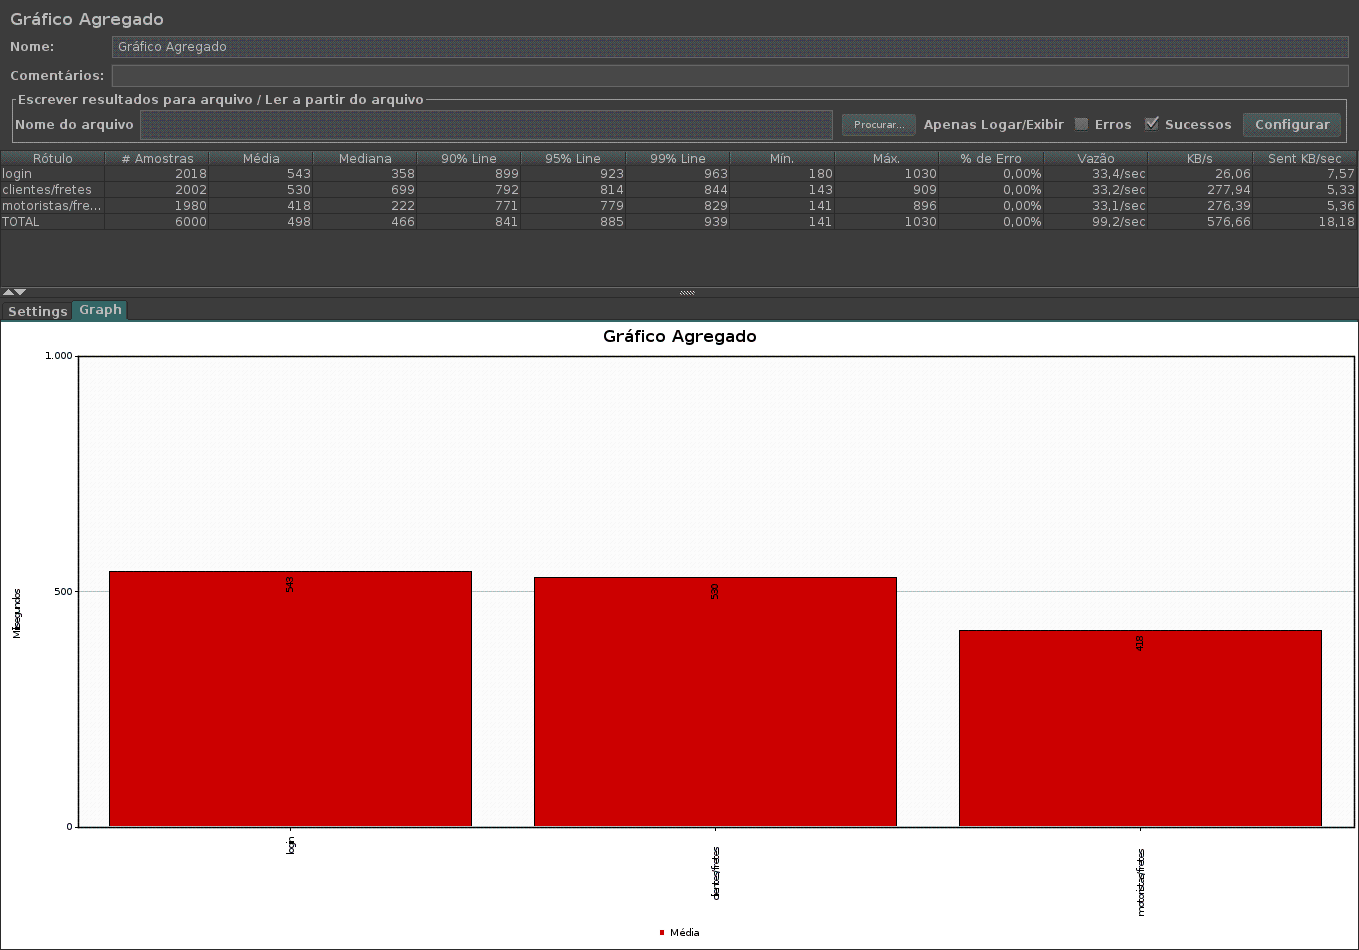 Gráfico Agregado
Nome: Gráfico Agregado
Comentários:
Escrever resultados para arquivo / Ler a partir do arquivo
Nome do arquivo Procurar... Apenas Logar/Exibir Erros Sucessos Configurar
Rótulo # Amostras Média Mediana 90% Line 95% Line 99% Line Mín. Máx. % de Erro Vazão KB/s Sent KB/sec
login 2018 543 358 899 923 963 180 1030 0,00% 33,4/sec 26,06 7,57
clientes/fretes 2002 530 699 792 814 844 143 909 0,00% 33,2/sec 277,94 5,33
motoristas/fre... 1980 418 222 771 779 829 141 896 0,00% 33,1/sec 276,39 5,36
TOTAL 6000 498 466 841 885 939 141 1030 0,00% 99,2/sec 576,66 18,18
Settings Graph
Gráfico Agregado
1.000
500
0
Milisegundos
543
530
418
login
clientes/fretes
motoristas/fretes
Média